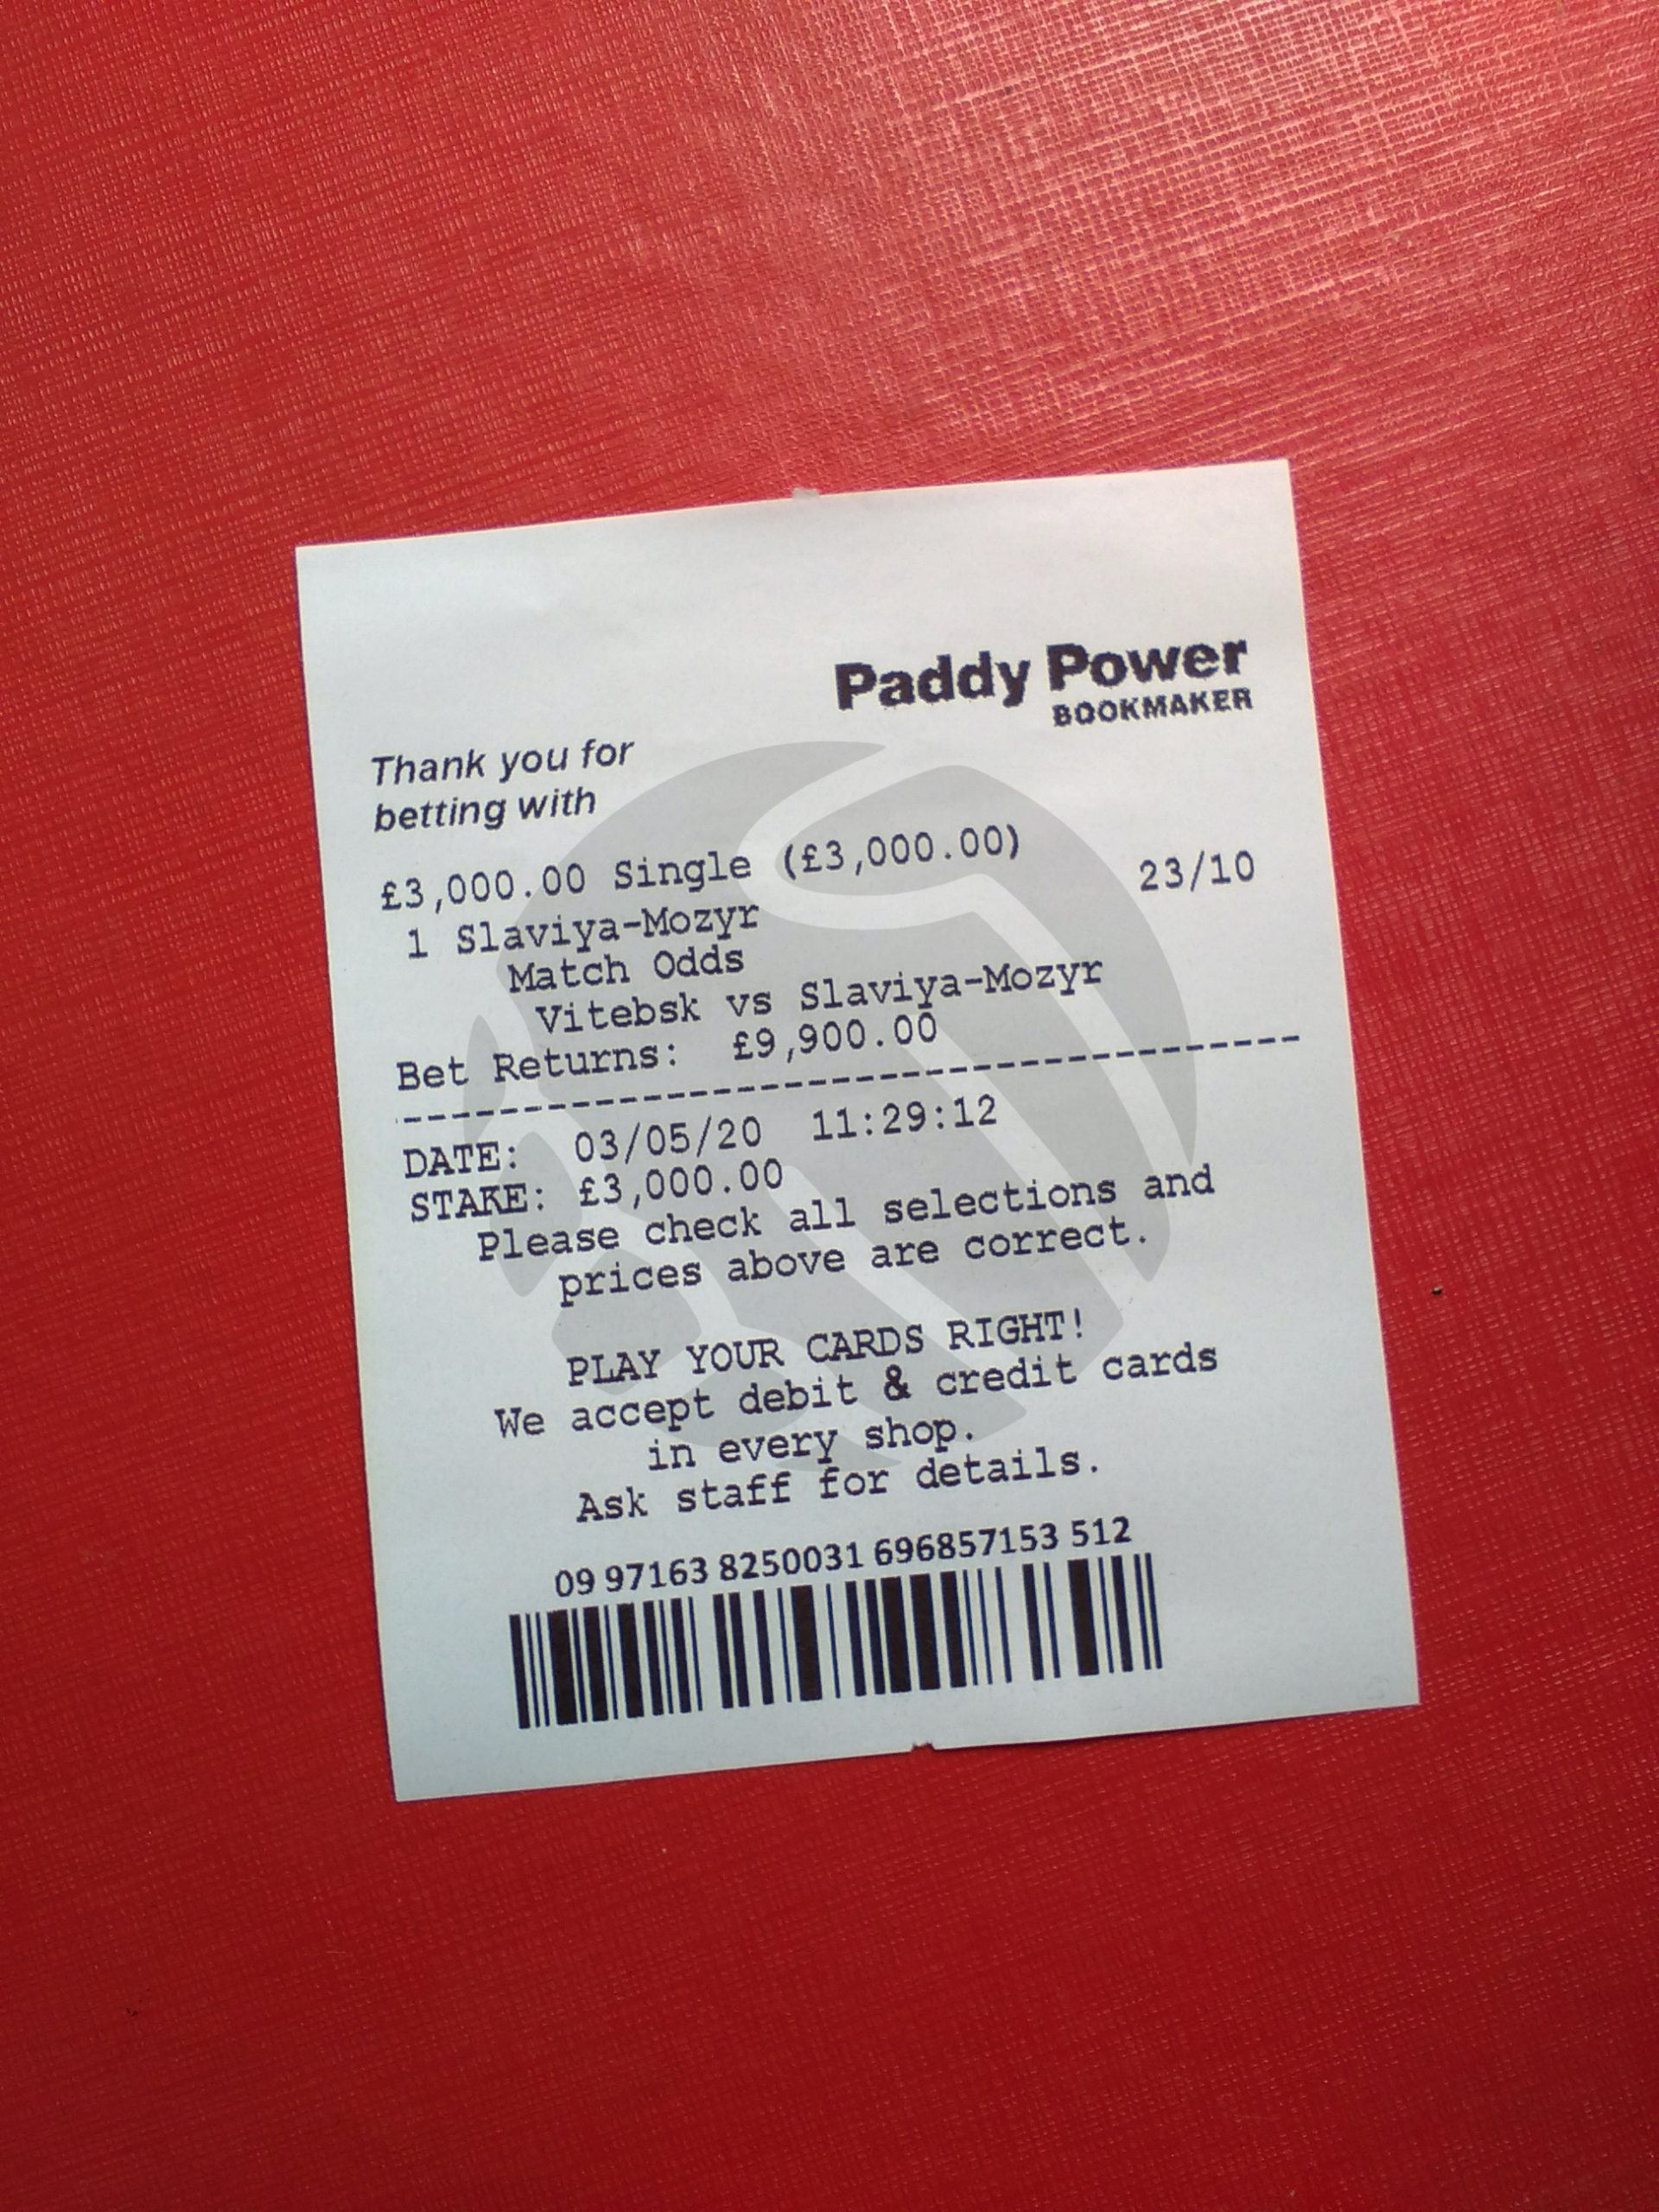 Paddy Power
BOOKMAKER
Thank you for
betting with
£3,000.00 Single (£3,000.00)
1 Slaviya-Mozyr 23/10
Match Odds
Vitebsk vs Slaviya-Mozyr
Bet Returns: £9,900.00
--------------------------------------
DATE: 03/05/20 11:29:12
STAKE: £3,000.00
Please check all selections and
prices above are correct.
PLAY YOUR CARDS RIGHT!
We accept debit & credit cards
in every shop.
Ask staff for details.
09 97163 8250031 696857153 512